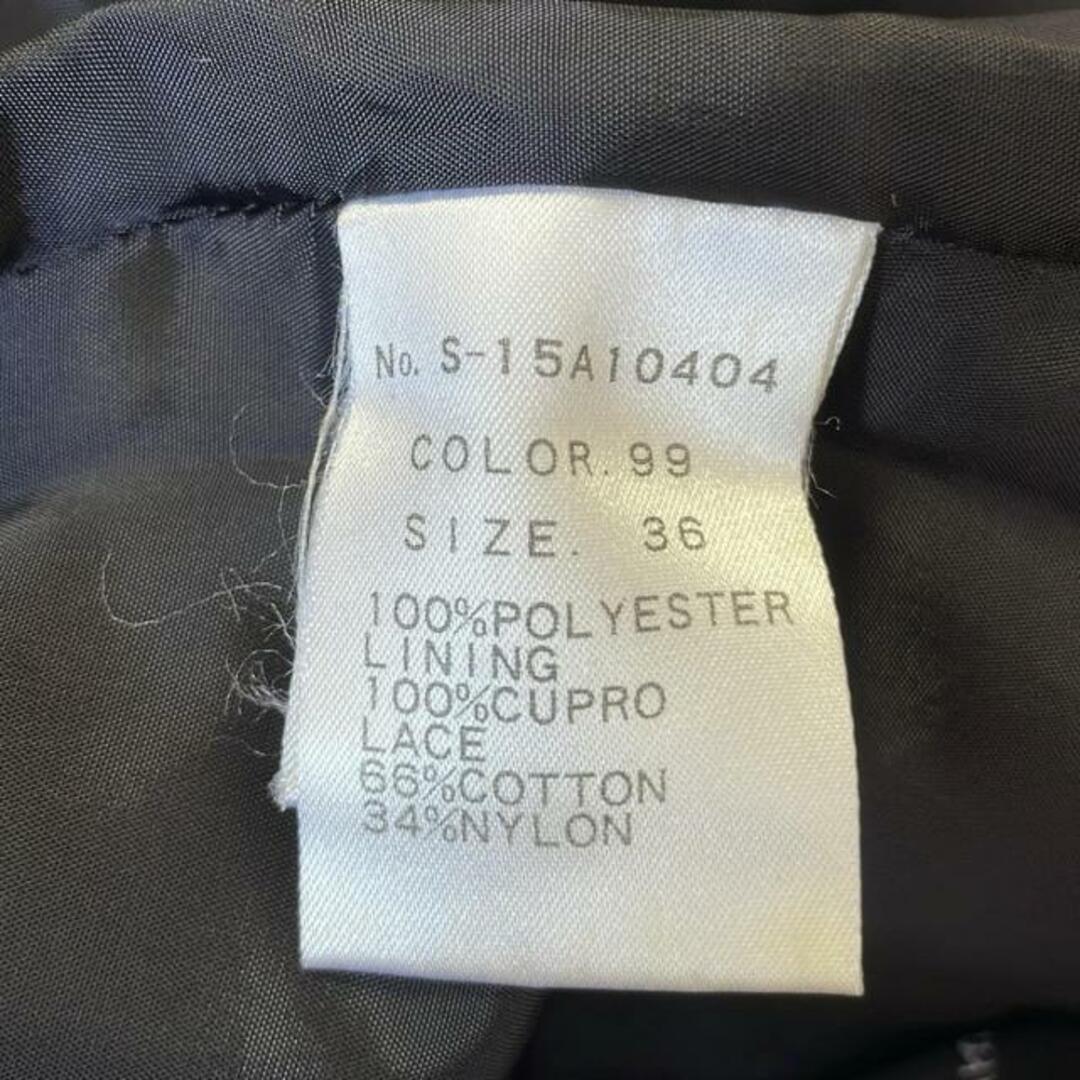 No. S-15A10404
COLOR. 99
SIZE. 36
100%POLYESTER
LINING
100%CUPRO
LACE
66%COTTON
34%NYLON